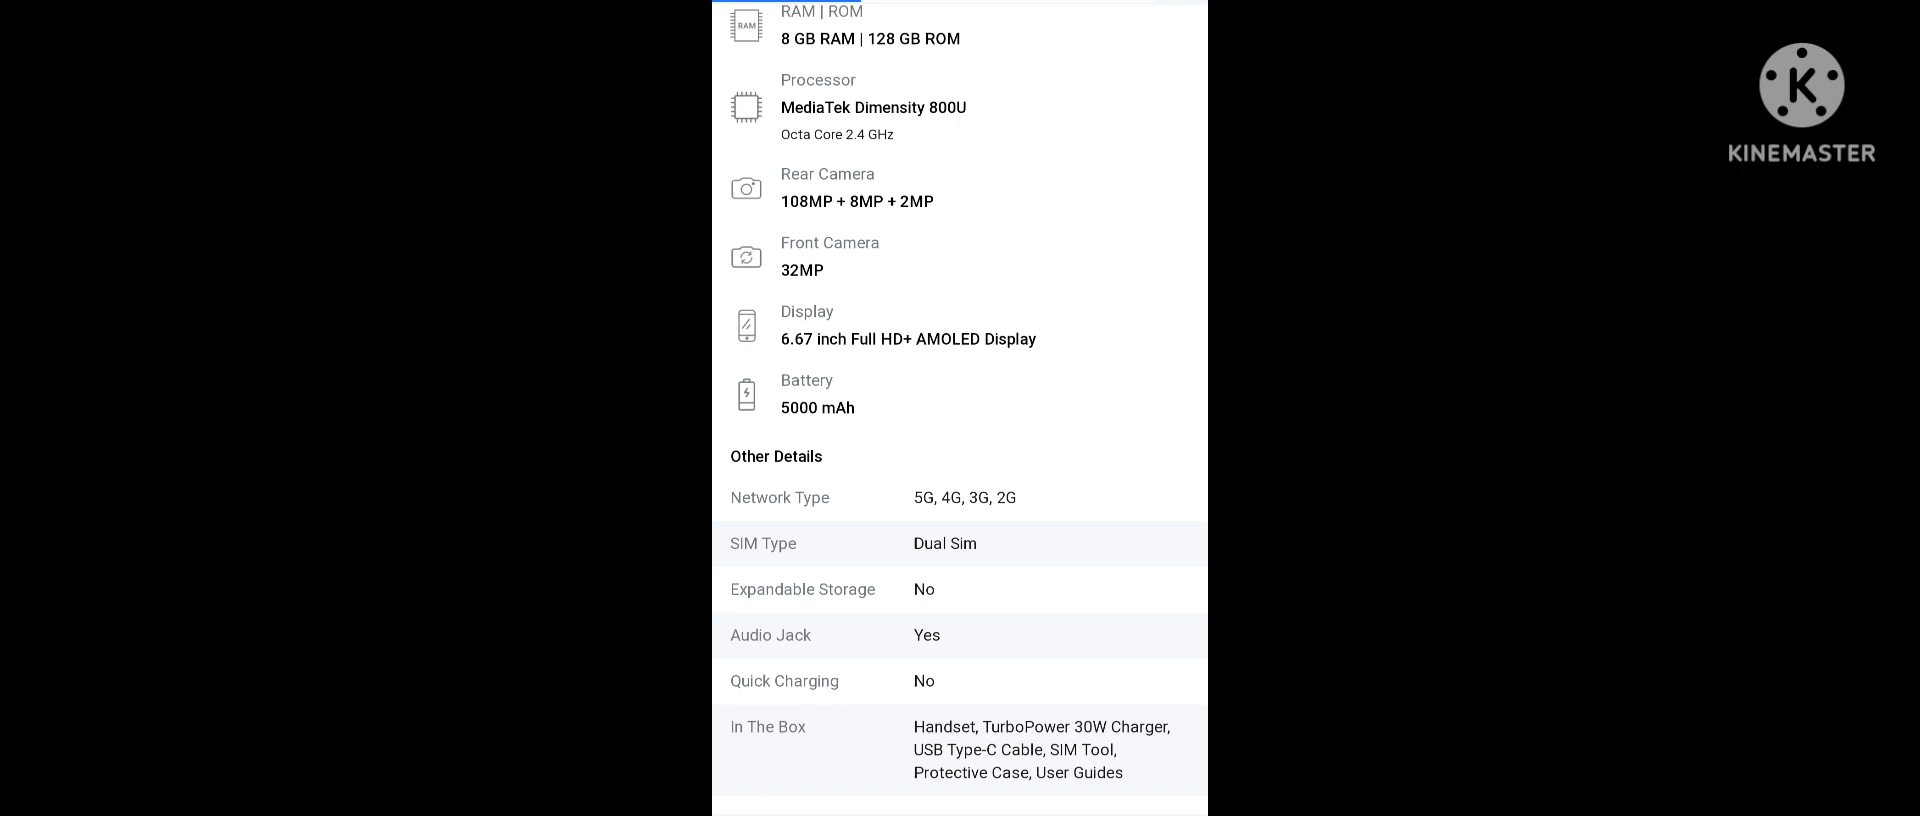 RAM | ROM
RAM
8 GB RAM | 128 GB ROM
Processor
MediaTek Dimensity 800U
Octa Core 2.4 GHz
Rear Camera
108MP + 8MP + 2MP
Front Camera
32MP
Display
6.67 inch Full HD+ AMOLED Display
Battery
5000 mAh
Other Details
Network Type 5G, 4G, 3G, 2G
SIM Type Dual Sim
Expandable Storage No
Audio Jack Yes
Quick Charging No
In The Box Handset, TurboPower 30W Charger,
USB Type-C Cable, SIM Tool,
Protective Case, User Guides
K
KINEMASTER